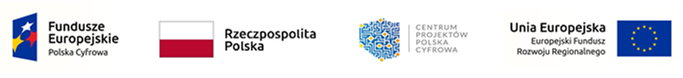 Fundusze
Europejskie
Polska Cyfrowa
Rzeczpospolita
Polska
CENTRUM
PROJEKTÓW
POLSKA
CYFROWA
Unia Europejska
Europejski Fundusz
Rozwoju Regionalnego